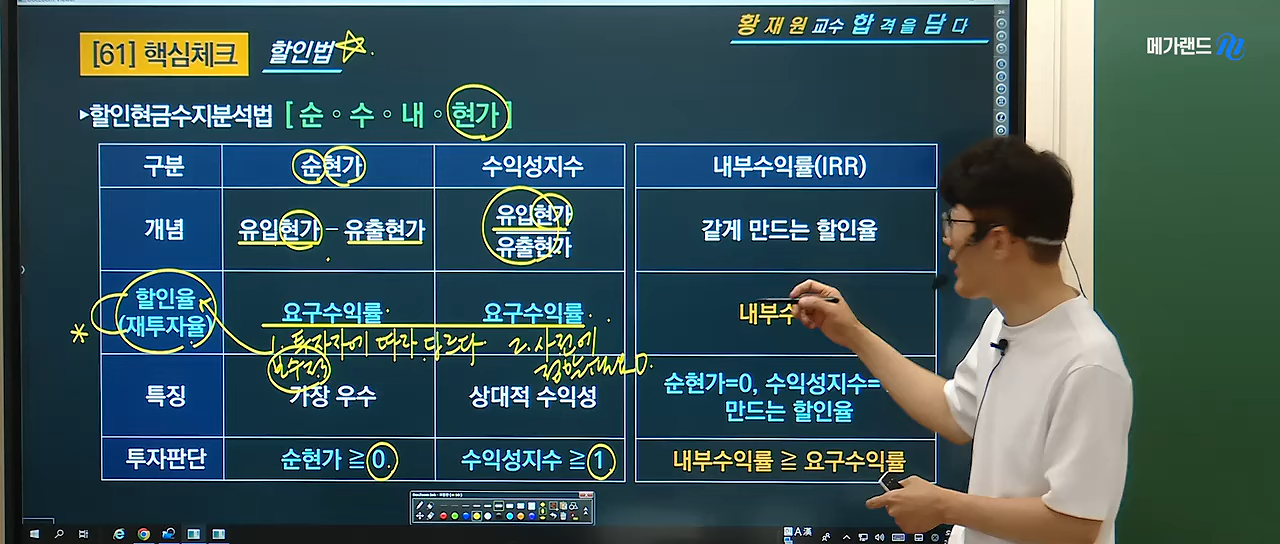 황재원 교수 합격을 담다
메가랜드
[61] 핵심체크 할인법
▶할인현금수지분석법 [ 순 ◦ 수 ◦ 내 ◦ 현가 ]
구분 순현가 수익성지수 내부수익률(IRR)
개념 유입현가 − 유출현가 유입현가 같게 만드는 할인율
유출현가
할인율 요구수익률 요구수익률 내부수
(재투자율)
1. 투자자에 따라 다르다 2. 사전에
특징 가장 우수 상대적 수익성 순현가=0, 수익성지수=
만드는 할인율
투자판단 순현가 ≧ 0 수익성지수 ≧ 1 내부수익률 ≧ 요구수익률